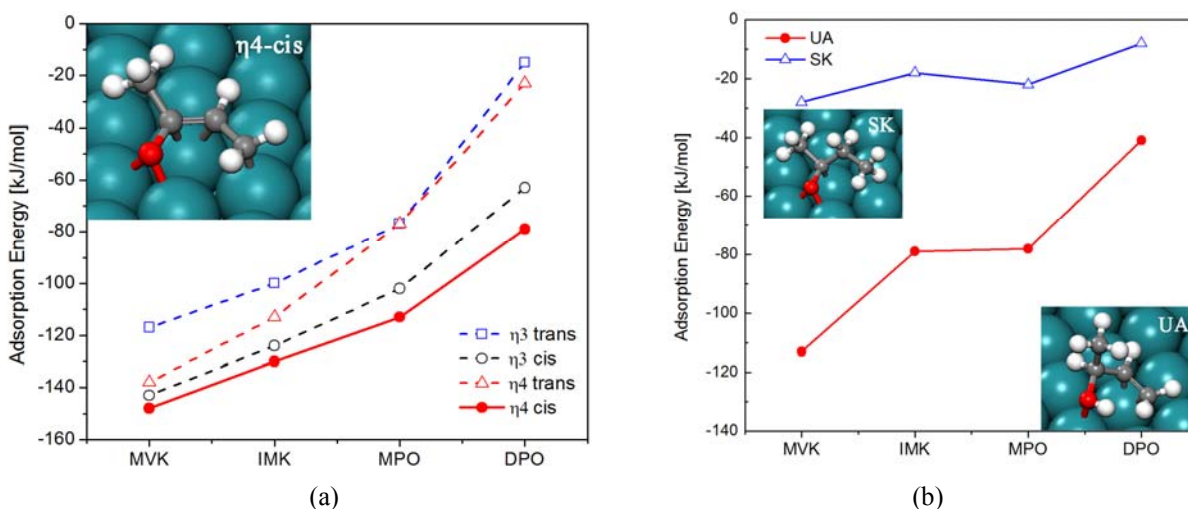 0
-20
-40
-60
-80
-100
-120
-140
-160
Adsorption Energy [kJ/mol]
η4-cis
η3 trans
η3 cis
η4 trans
η4 cis
MVK IMK MPO DPO
(a)
0
-20
-40
-60
-80
-100
-120
-140
Adsorption Energy [kJ/mol]
UA
SK
SK
UA
MVK IMK MPO DPO
(b)